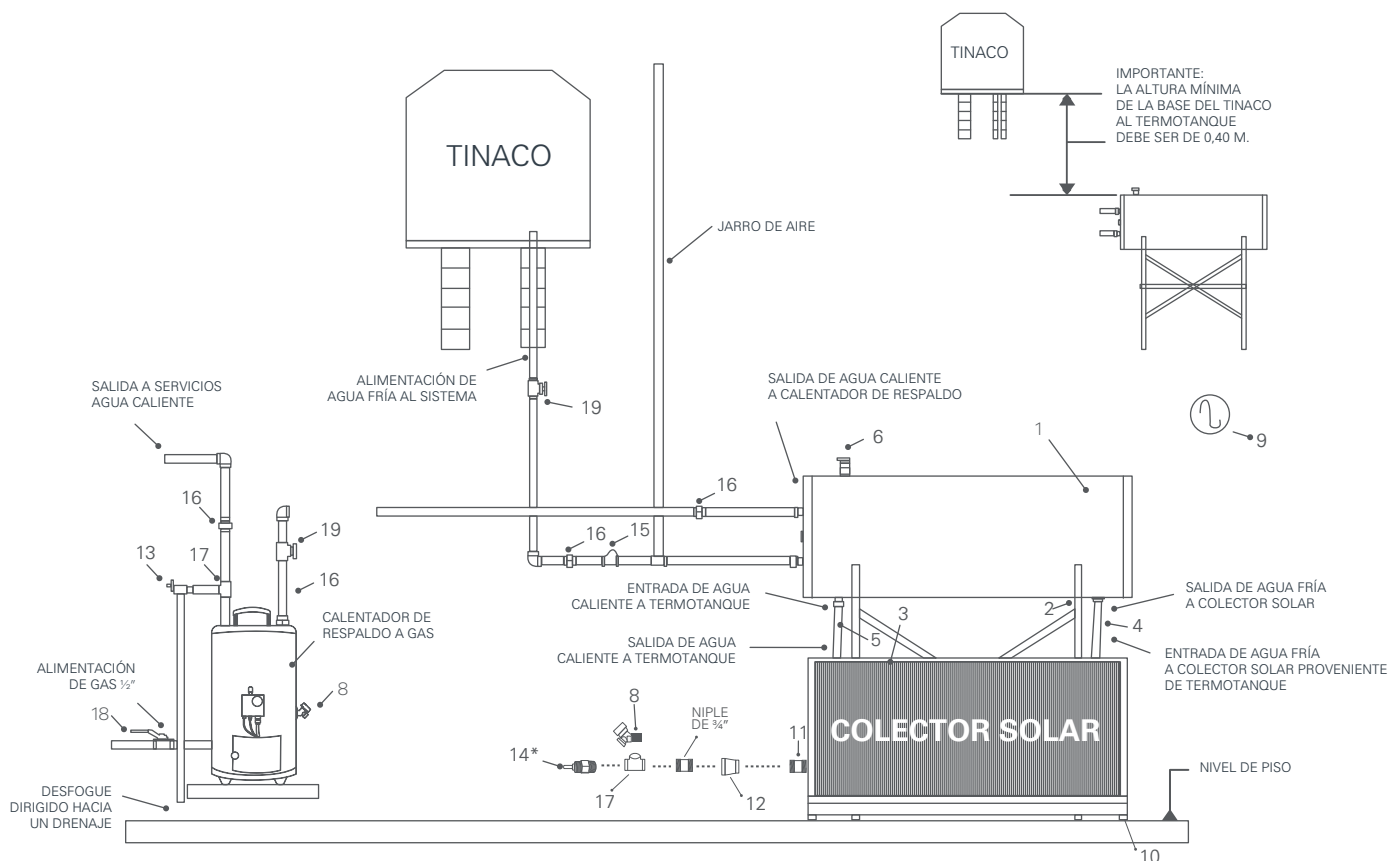 TINACO
IMPORTANTE:
LA ALTURA MÍNIMA
DE LA BASE DEL TINACO
AL TERMOTANQUE
DEBE SER DE 0,40 M.
TINACO
JARRO DE AIRE
SALIDA A SERVICIOS
AGUA CALIENTE
ALIMENTACIÓN DE
AGUA FRÍA AL SISTEMA
19
SALIDA DE AGUA CALIENTE
A CALENTADOR DE RESPALDO
6
1
9
16
19
16
16
15
13
17
16
CALENTADOR DE
RESPALDO A GAS
ENTRADA DE AGUA
CALIENTE A TERMOTANQUE
3
2
SALIDA DE AGUA FRÍA
A COLECTOR SOLAR
4
5
SALIDA DE AGUA
CALIENTE A TERMOTANQUE
ENTRADA DE AGUA FRÍA
A COLECTOR SOLAR PROVENIENTE
DE TERMOTANQUE
ALIMENTACIÓN
DE GAS ½"
18
8
8
NIPLE
DE ¾"
11
COLECTOR SOLAR
14*
17
12
NIVEL DE PISO
DESFOGUE
DIRIGIDO HACIA
UN DRENAJE
10